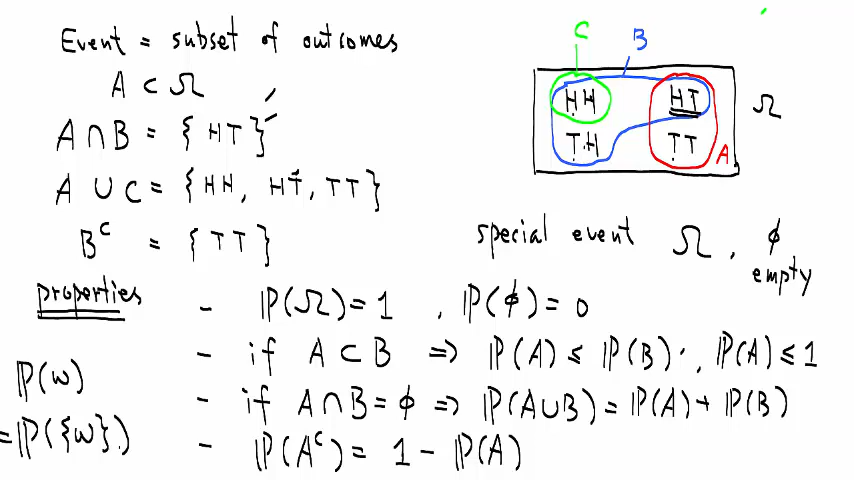 Event = subset of outcomes
A ⊂ Ω
A ∩ B = { HT }
A ∪ C = { HH, HT, TT }
B^c = { TT }
C B
HH HT Ω
TH TT A
special event Ω , ϕ
empty
properties
- ℙ(Ω) = 1 , ℙ(ϕ) = 0
- if A ⊂ B ⇒ ℙ(A) ≤ ℙ(B) , ℙ(A) ≤ 1
- if A ∩ B = ϕ ⇒ ℙ(A ∪ B) = ℙ(A) + ℙ(B)
- ℙ(A^c) = 1 - ℙ(A)
ℙ(w)
= ℙ({w})